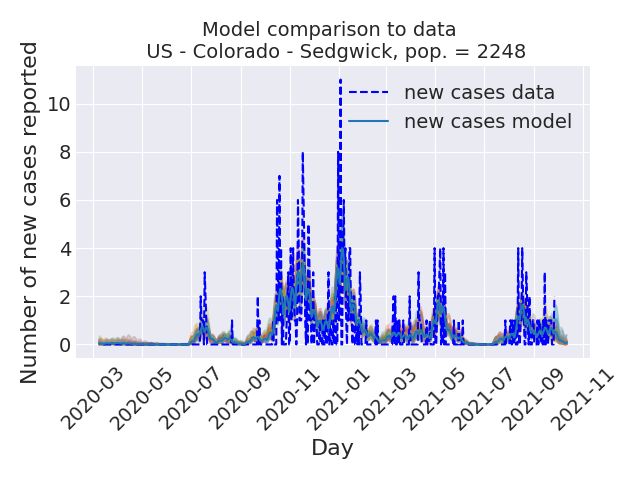 Model comparison to data
US - Colorado - Sedgwick, pop. = 2248
Number of new cases reported
10
8
6
4
2
0
new cases data
new cases model
2020-03
2020-05
2020-07
2020-09
2020-11
2021-01
2021-03
2021-05
2021-07
2021-09
2021-11
Day